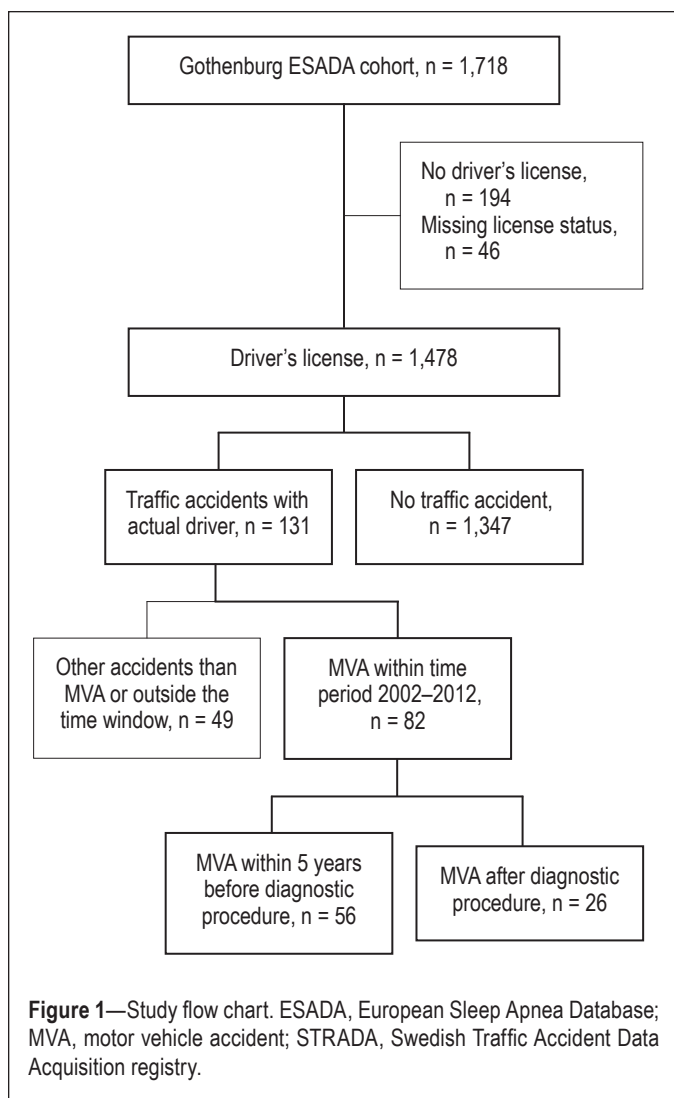 Gothenburg ESADA cohort, n = 1,718
No driver's license,
n = 194
Missing license status,
n = 46
Driver's license, n = 1,478
Traffic accidents with
actual driver, n = 131
No traffic accident,
n = 1,347
Other accidents than
MVA or outside the
time window, n = 49
MVA within time
period 2002–2012,
n = 82
MVA within 5 years
before diagnostic
procedure, n = 56
MVA after diagnostic
procedure, n = 26
Figure 1—Study flow chart. ESADA, European Sleep Apnea Database;
MVA, motor vehicle accident; STRADA, Swedish Traffic Accident Data
Acquisition registry.